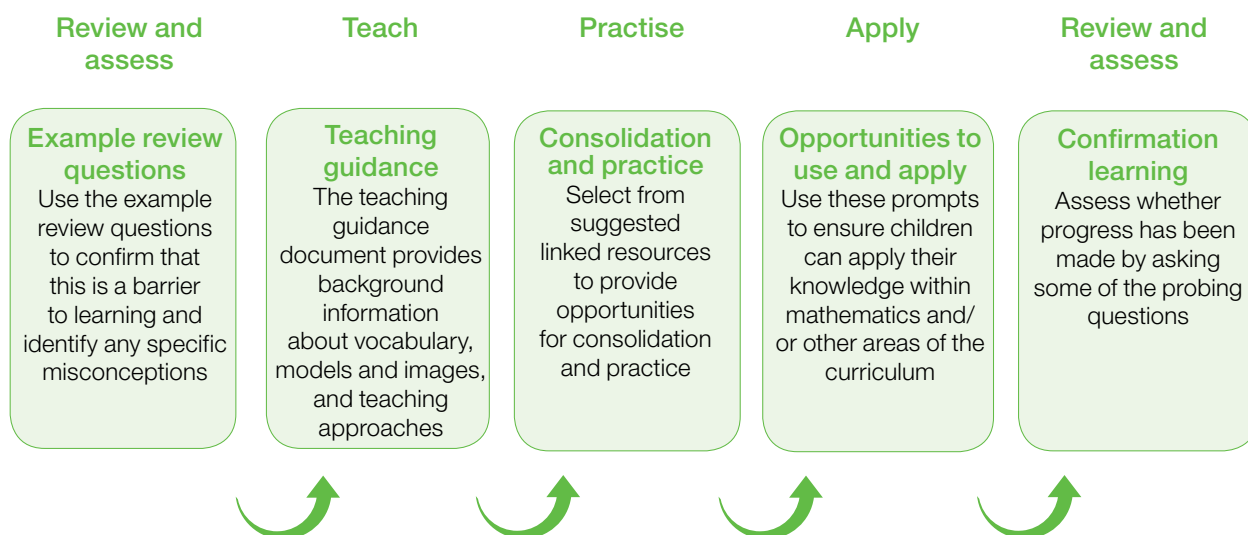 Review and
assess
Teach
Practise
Apply
Review and
assess
Example review
questions
Use the example
review questions
to confirm that
this is a barrier
to learning and
identify any specific
misconceptions
Teaching
guidance
The teaching
guidance
document provides
background
information
about vocabulary,
models and images,
and teaching
approaches
Consolidation
and practice
Select from
suggested
linked resources
to provide
opportunities
for consolidation
and practice
Opportunities to
use and apply
Use these prompts
to ensure children
can apply their
knowledge within
mathematics and/
or other areas of the
curriculum
Confirmation
learning
Assess whether
progress has been
made by asking
some of the probing
questions